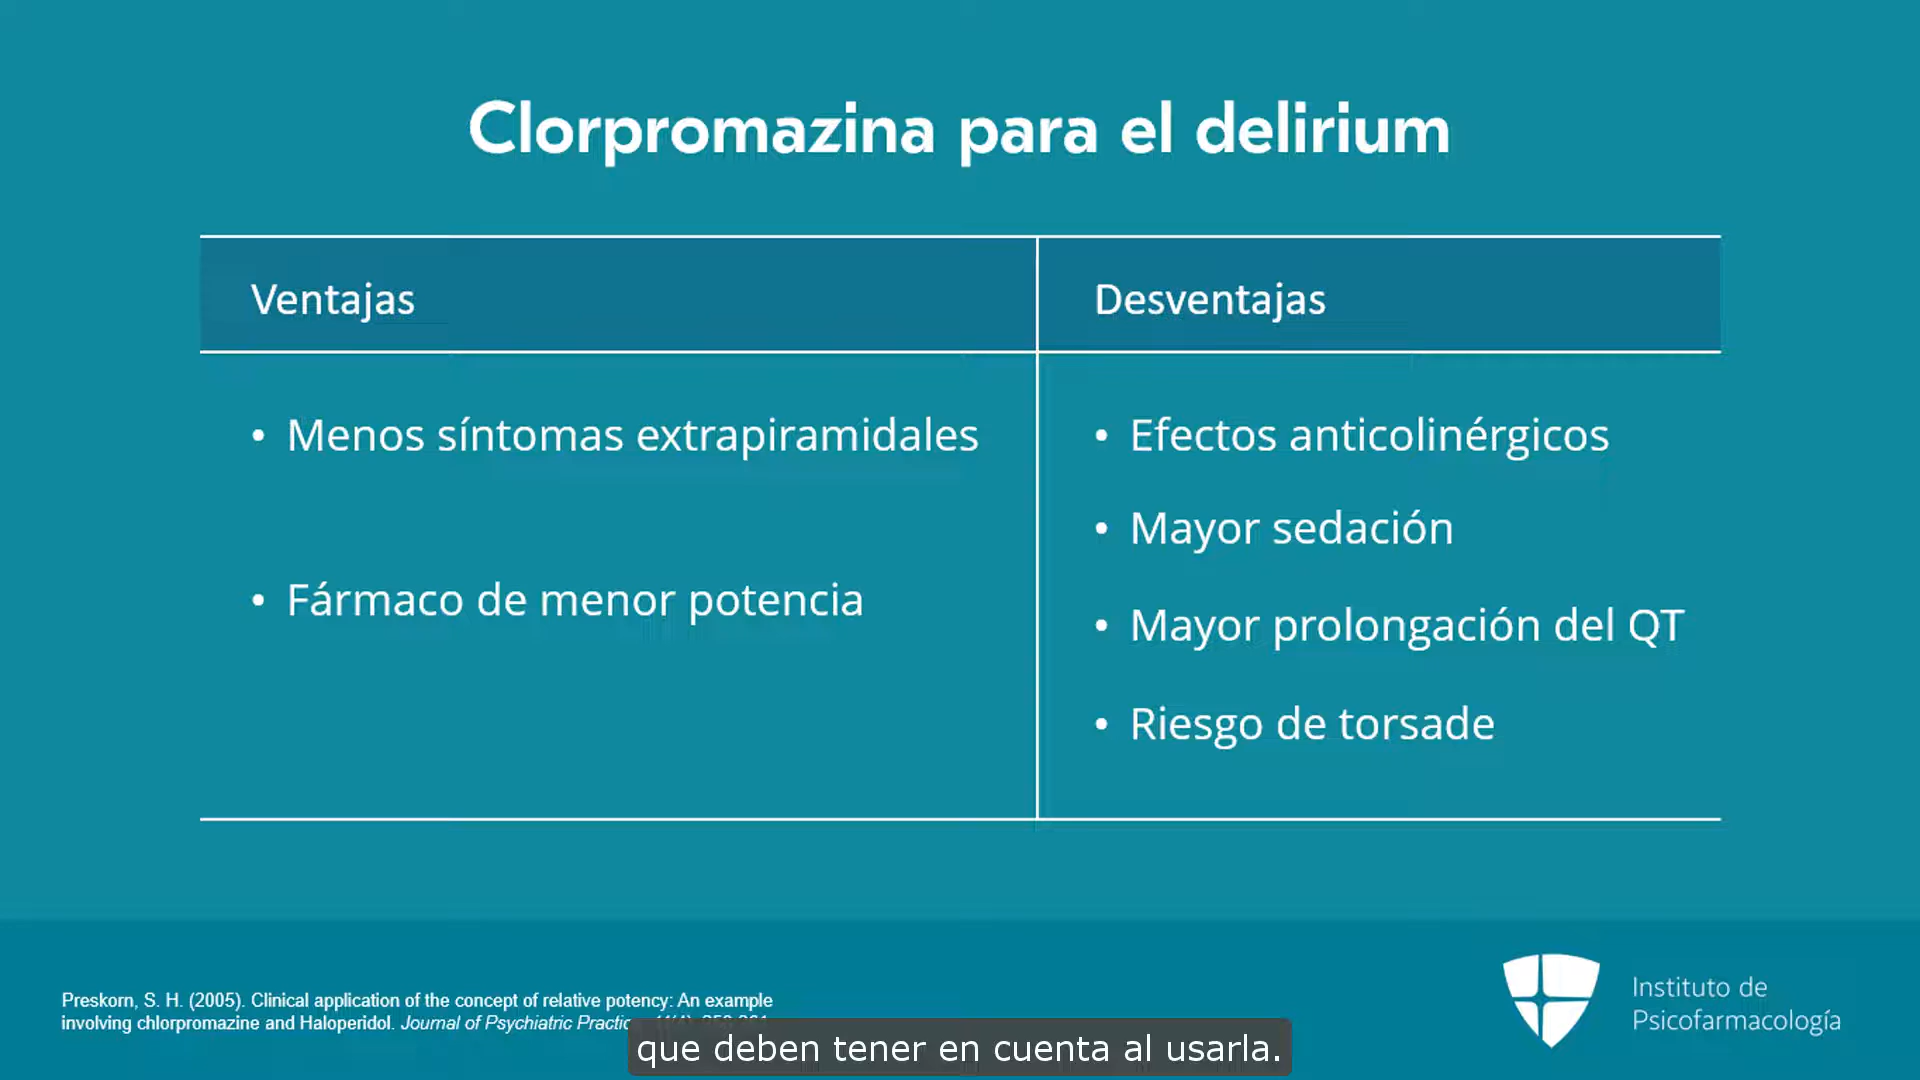 Clorpromazina para el delirium
Ventajas
Desventajas
• Menos síntomas extrapiramidales
• Fármaco de menor potencia
• Efectos anticolinérgicos
• Mayor sedación
• Mayor prolongación del QT
• Riesgo de torsade
Preskorn, S. H. (2005). Clinical application of the concept of relative potency: An example
involving chlorpromazine and Haloperidol. Journal of Psychiatric
Instituto de
Psicofarmacología
que deben tener en cuenta al usarla.